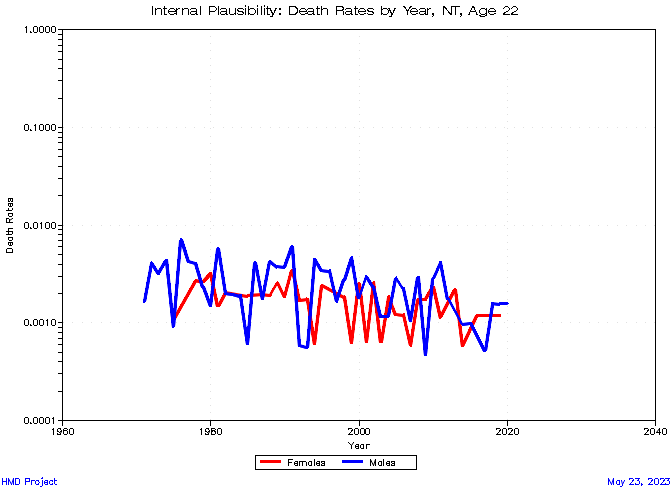 Internal Plausibility: Death Rates by Year, NT, Age 22
1.0000
0.1000
0.0100
0.0010
0.0001
Death Rates
1960
1980
2000
2020
2040
Year
Females
Males
HMD Project
May 23, 2023